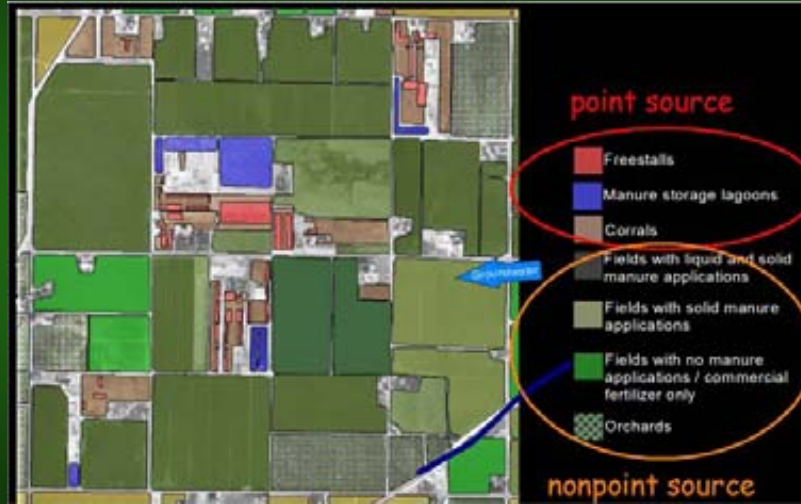 point source
Freestalls
Manure storage lagoons
Corrals
Fields with liquid and solid
manure applications
Groundwater
Fields with solid manure
applications
Fields with no manure
applications / commercial
fertilizer only
Orchards
nonpoint source